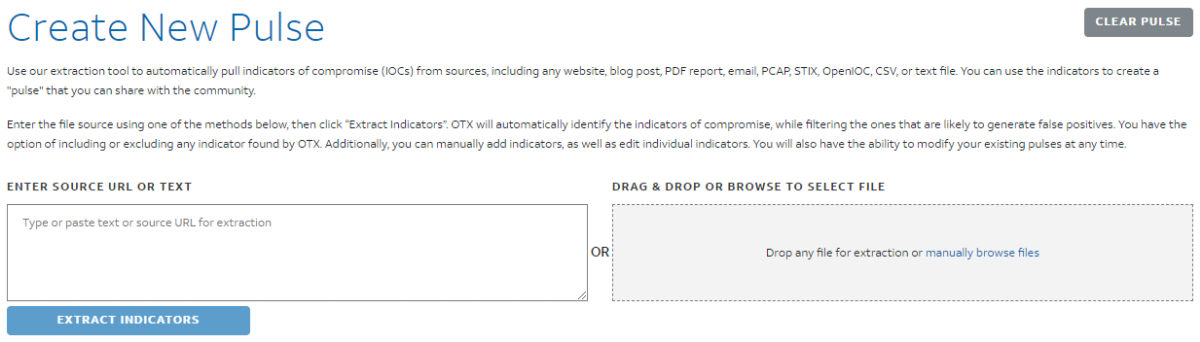 Create New Pulse
CLEAR PULSE
Use our extraction tool to automatically pull indicators of compromise (IOCs) from sources, including any website, blog post, PDF report, email, PCAP, STIX, OpenIOC, CSV, or text file. You can use the indicators to create a
"pulse" that you can share with the community.
Enter the file source using one of the methods below, then click "Extract Indicators". OTX will automatically identify the indicators of compromise, while filtering the ones that are likely to generate false positives. You have the
option of including or excluding any indicator found by OTX. Additionally, you can manually add indicators, as well as edit individual indicators. You will also have the ability to modify your existing pulses at any time.
ENTER SOURCE URL OR TEXT
Type or paste text or source URL for extraction
EXTRACT INDICATORS
OR
DRAG & DROP OR BROWSE TO SELECT FILE
Drop any file for extraction or manually browse files